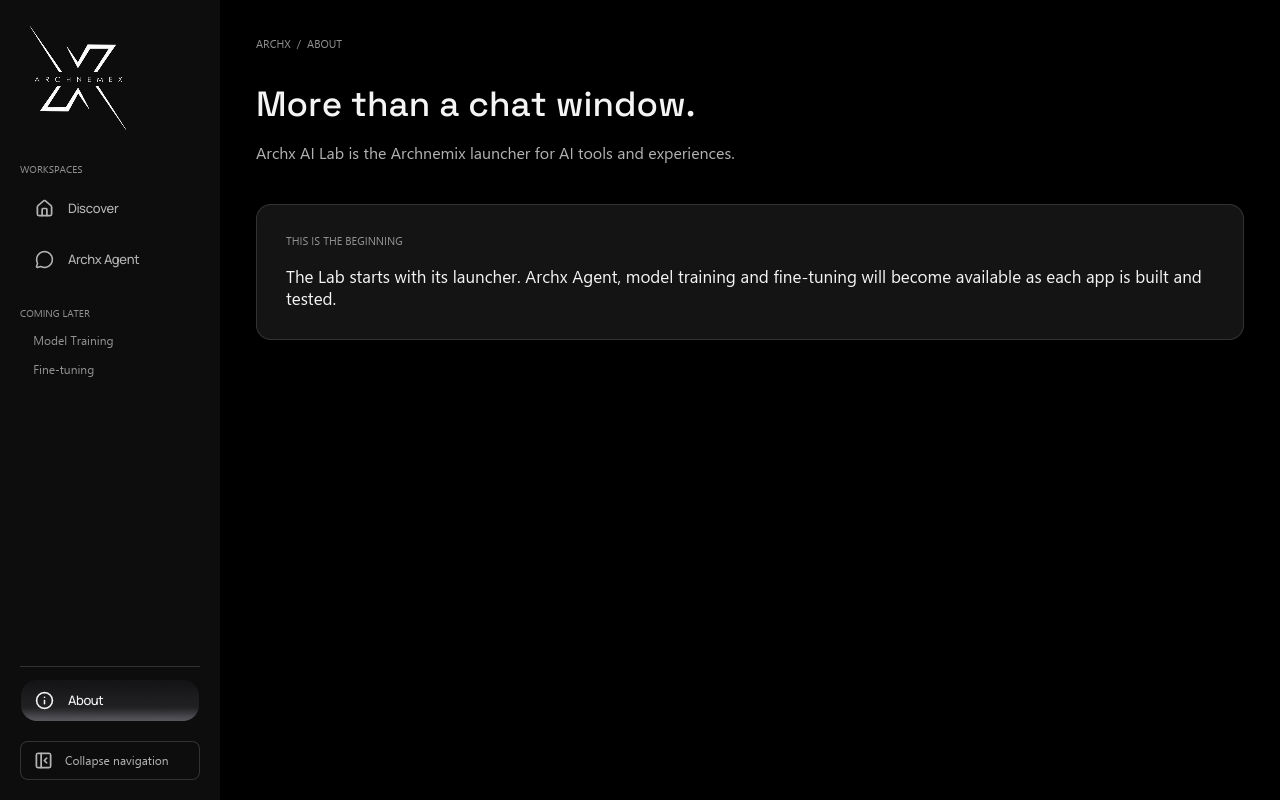 ARCHNEMEX
WORKSPACES
Discover
Archx Agent
COMING LATER
Model Training
Fine-tuning
About
Collapse navigation
ARCHX / ABOUT
More than a chat window.
Archx AI Lab is the Archnemix launcher for AI tools and experiences.
THIS IS THE BEGINNING
The Lab starts with its launcher. Archx Agent, model training and fine-tuning will become available as each app is built and
tested.